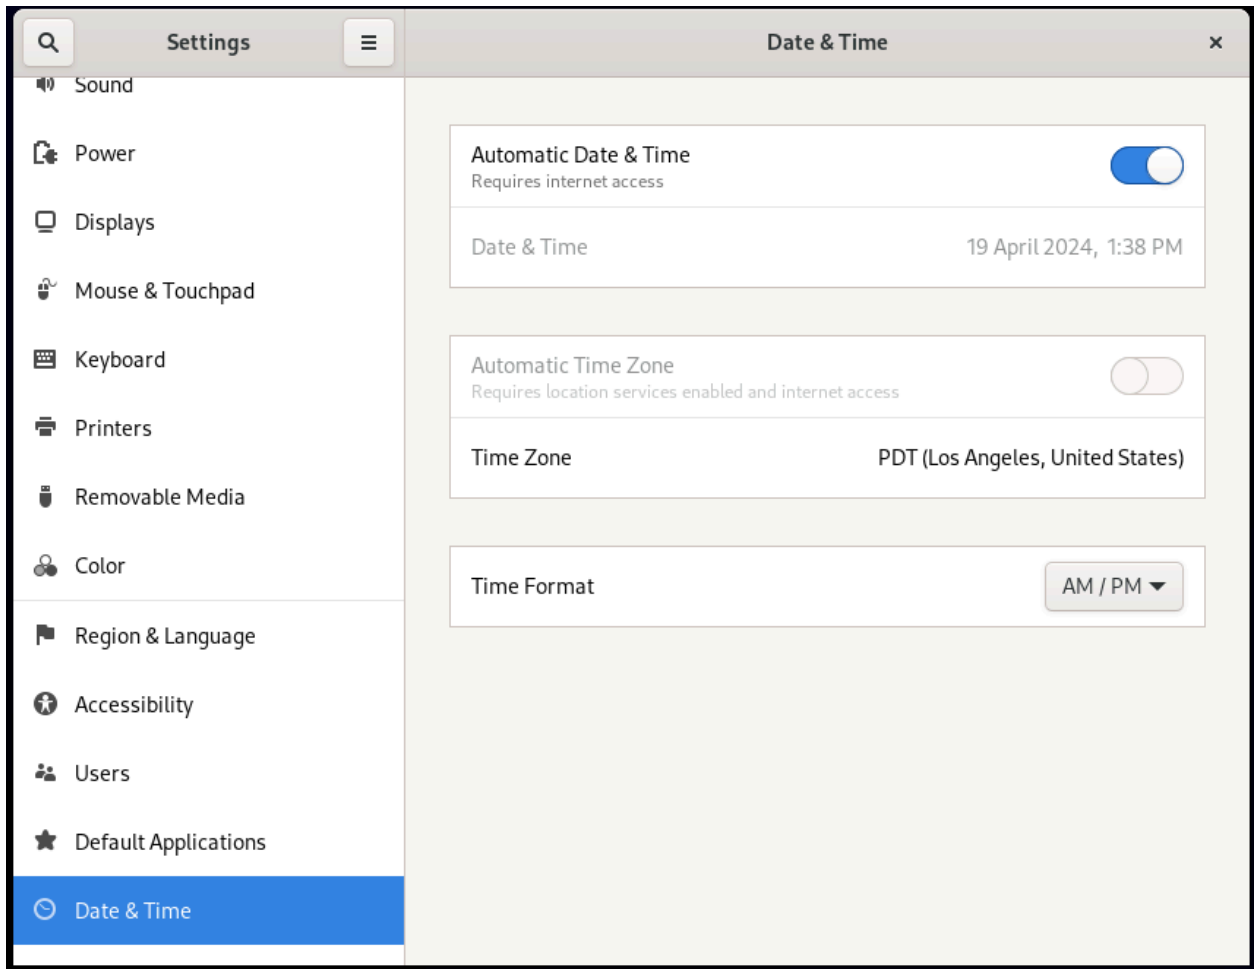 Settings
Date & Time
Sound
Power
Displays
Mouse & Touchpad
Keyboard
Printers
Removable Media
Color
Region & Language
Accessibility
Users
Default Applications
Date & Time
Automatic Date & Time
Requires internet access
Date & Time 19 April 2024, 1:38 PM
Automatic Time Zone
Requires location services enabled and internet access
Time Zone PDT (Los Angeles, United States)
Time Format AM / PM